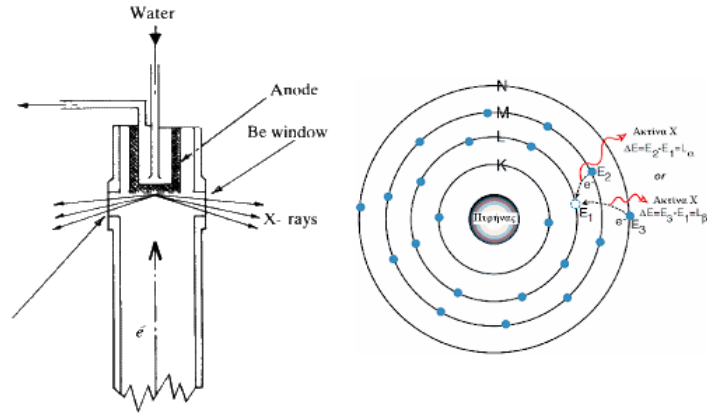 Water
Anode
Be window
X- rays
é
N
M
L
K
Πυρήνας
Ακτίνα Χ
ΔE=E₂-E₁=Lα
or
Ακτίνα Χ
ΔE=E₃-E₁=Lβ
e⁻
E₂
E₁
e⁻
E₃